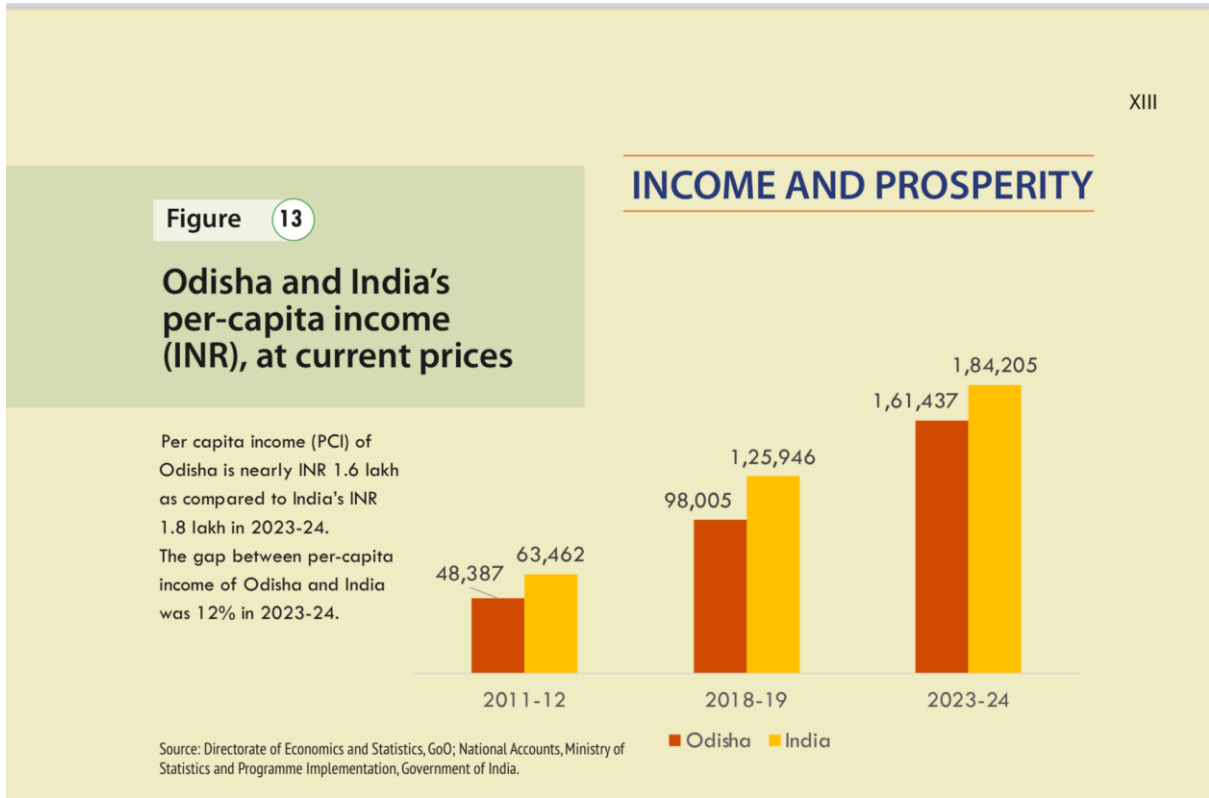 XIII
INCOME AND PROSPERITY
Figure 13
Odisha and India’s
per-capita income
(INR), at current prices
Per capita income (PCI) of
Odisha is nearly INR 1.6 lakh
as compared to India’s INR
1.8 lakh in 2023-24.
The gap between per-capita
income of Odisha and India
was 12% in 2023-24.
48,387
63,462
98,005
1,25,946
1,61,437
1,84,205
2011-12 2018-19 2023-24
Odisha India
Source: Directorate of Economics and Statistics, GoO; National Accounts, Ministry of
Statistics and Programme Implementation, Government of India.